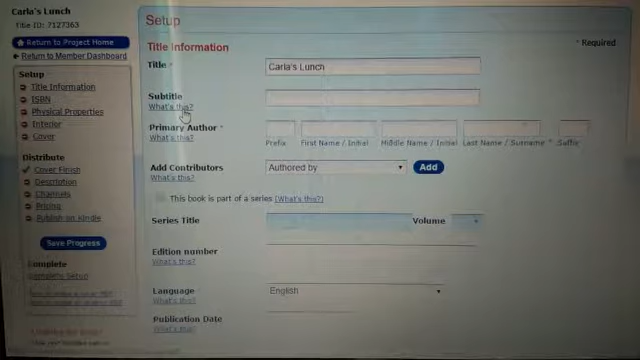 Carla's Lunch
Title ID: 7127363
Return to Project Home
Return to Member Dashboard
Setup
Title Information
ISBN
Physical Properties
Interior
Cover
Distribute
Cover Finish
Description
Channels
Pricing
Publish on Kindle
Save Progress
Complete
Complete Setup
Setup
Title Information
* Required
Title *
Carla's Lunch
Subtitle
What's this?
Primary Author *
What's this?
Prefix
First Name / Initial
Middle Name / Initial
Last Name / Surname *
Suffix
Add Contributors
What's this?
Authored by
Add
This book is part of a series (What's this?)
Series Title
Volume
Edition number
What's this?
Language *
What's this?
English
Publication Date
What's this?